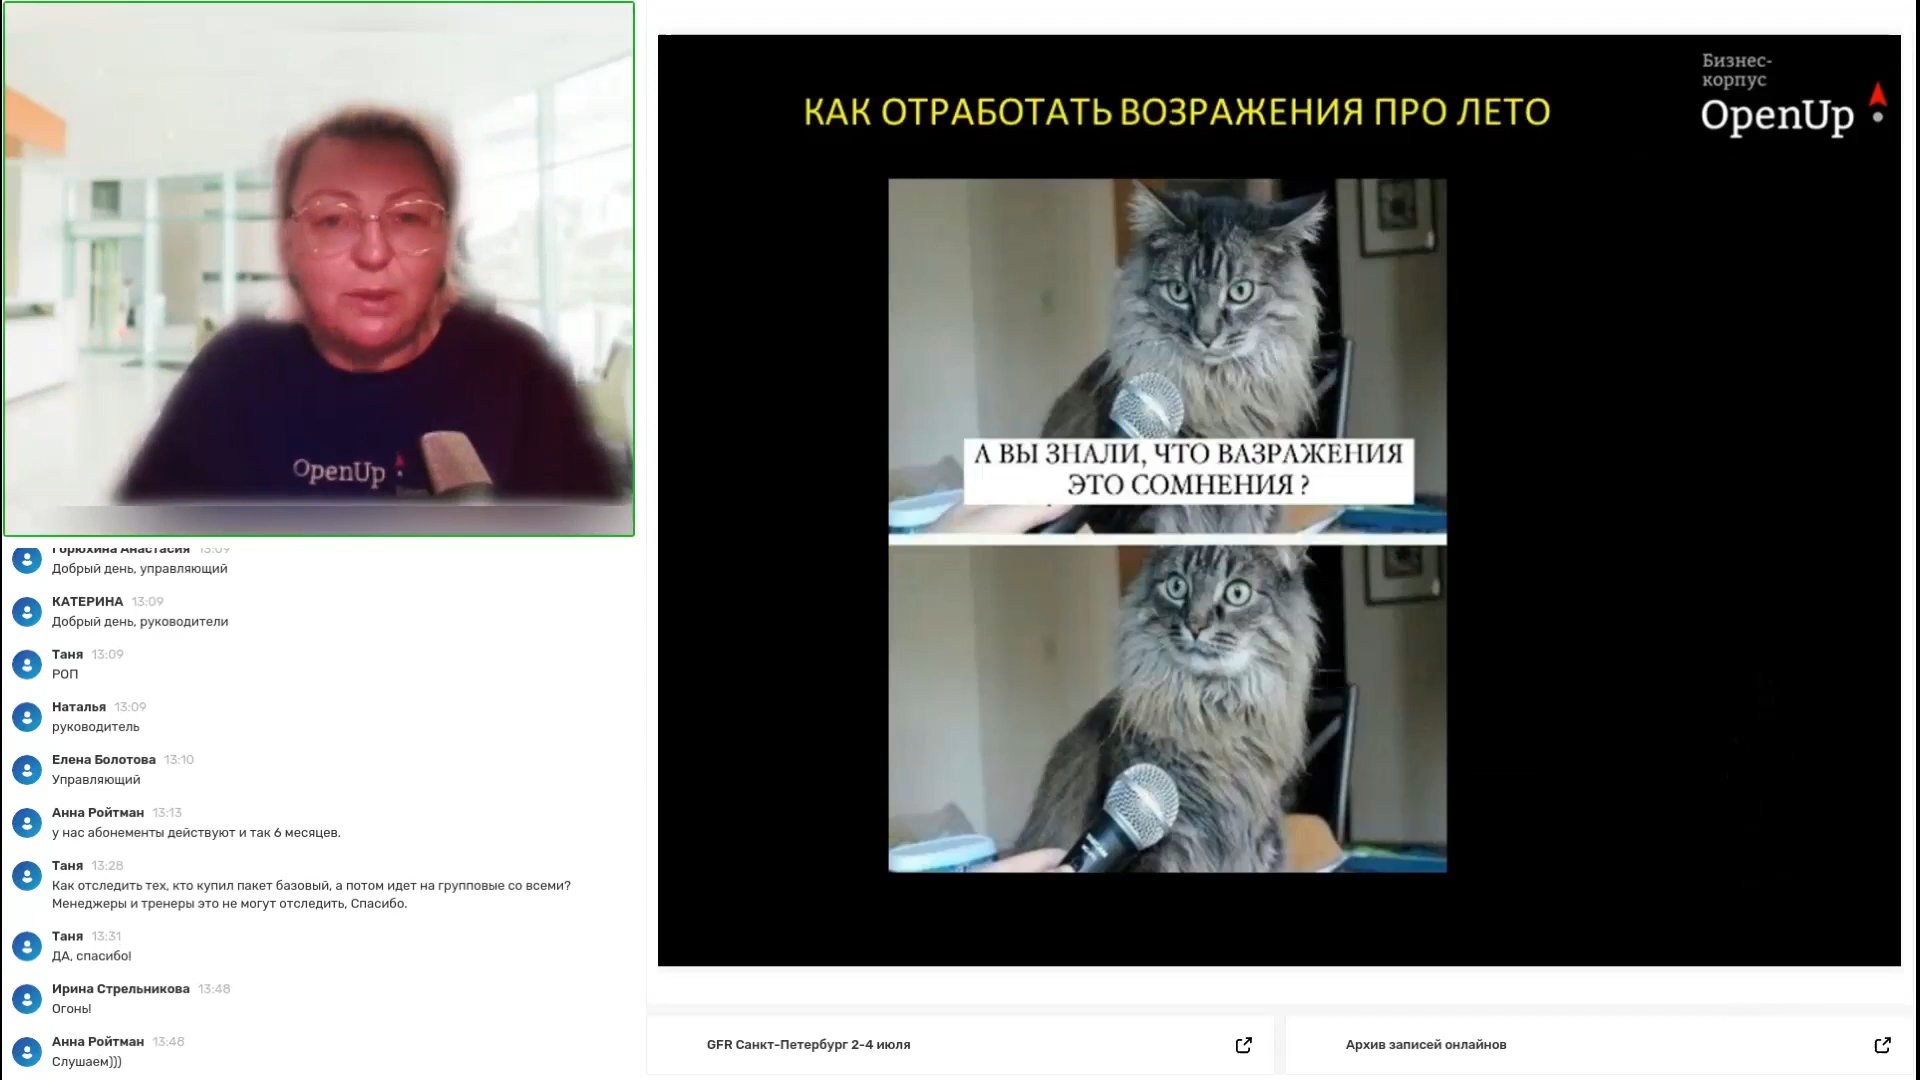 OpenUp
Горюхина Анастасия 13:09
Добрый день, управляющий
КАТЕРИНА 13:09
Добрый день, руководители
Таня 13:09
РОП
Наталья 13:09
руководитель
Елена Болотова 13:10
Управляющий
Анна Ройтман 13:13
у нас абонементы действуют и так 6 месяцев.
Таня 13:28
Как отследить тех, кто купил пакет базовый, а потом идет на групповые со всеми?
Менеджеры и тренеры это не могут отследить, Спасибо.
Таня 13:31
ДА, спасибо!
Ирина Стрельникова 13:48
Огонь!
Анна Ройтман 13:48
Слушаем)))
КАК ОТРАБОТАТЬ ВОЗРАЖЕНИЯ ПРО ЛЕТО
Бизнес-
корпус
OpenUp
А ВЫ ЗНАЛИ, ЧТО ВАЗРАЖЕНИЯ
ЭТО СОМНЕНИЯ ?
GFR Санкт-Петербург 2-4 июля
Архив записей онлайнов